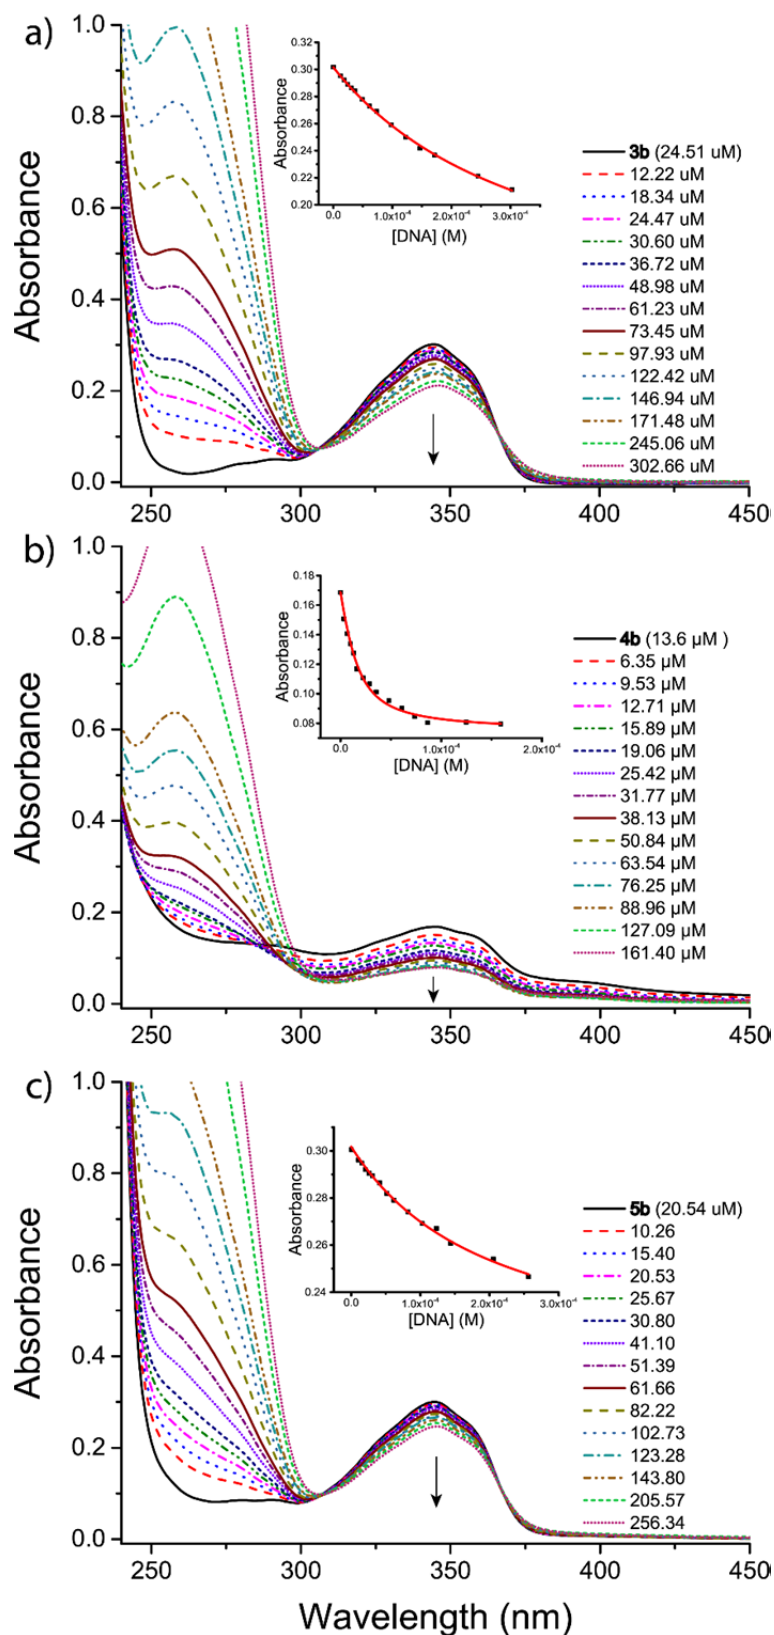 a)
1.0
0.8
0.6
0.4
0.2
0.0
Absorbance
250
300
350
400
450
0.32
0.30
0.28
0.26
0.24
0.22
0.20
Absorbance
0.0
1.0x10-4
2.0x10-4
3.0x10-4
[DNA] (M)
3b (24.51 uM)
12.22 uM
18.34 uM
24.47 uM
30.60 uM
36.72 uM
48.98 uM
61.23 uM
73.45 uM
97.93 uM
122.42 uM
146.94 uM
171.48 uM
245.06 uM
302.66 uM
b)
1.0
0.8
0.6
0.4
0.2
0.0
Absorbance
250
300
350
400
450
0.18
0.16
0.14
0.12
0.10
0.08
Absorbance
0.0
1.0x10-4
2.0x10-4
[DNA] (M)
4b (13.6 µM )
6.35 µM
9.53 µM
12.71 µM
15.89 µM
19.06 µM
25.42 µM
31.77 µM
38.13 µM
50.84 µM
63.54 µM
76.25 µM
88.96 µM
127.09 µM
161.40 µM
c)
1.0
0.8
0.6
0.4
0.2
0.0
Absorbance
250
300
350
400
450
0.30
0.28
0.26
0.24
Absorbance
0.0
1.0x10-4
2.0x10-4
3.0x10-4
[DNA] (M)
5b (20.54 uM)
10.26
15.40
20.53
25.67
30.80
41.10
51.39
61.66
82.22
102.73
123.28
143.80
205.57
256.34
Wavelength (nm)